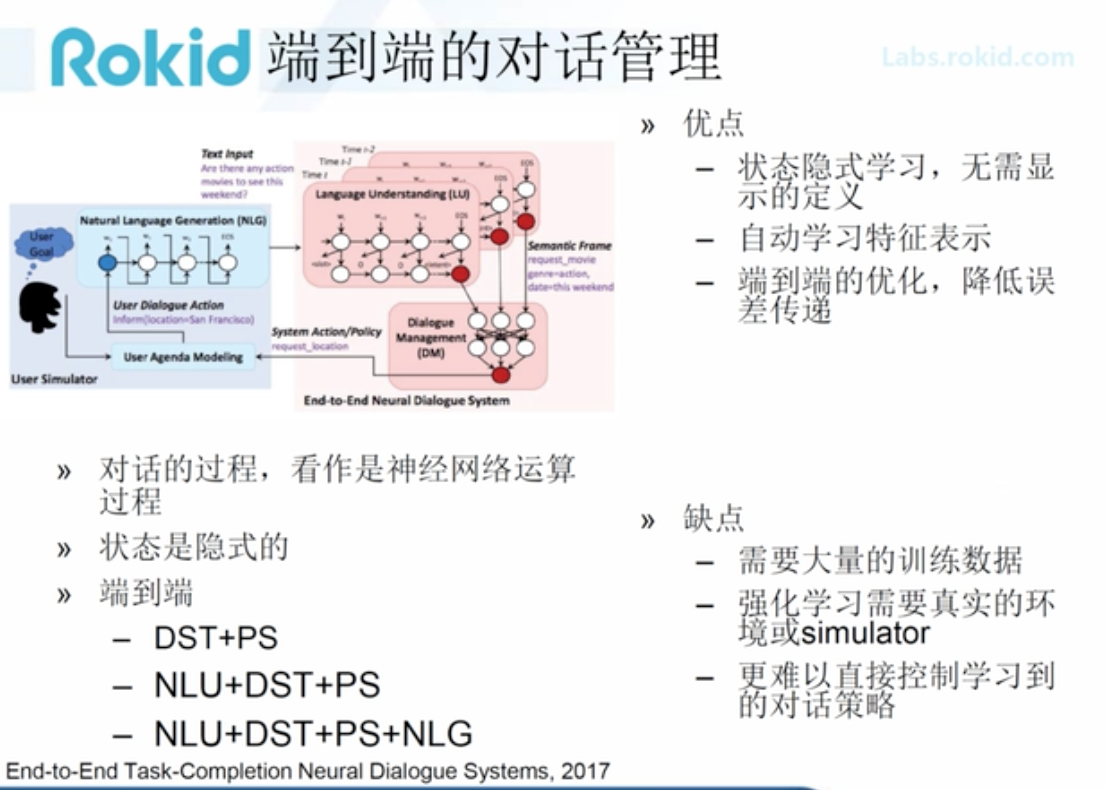 Rokid 端到端的对话管理
Labs.rokid.com
Text Input
Are there any action
movies to see this
weekend?
Time t-2
Time t-1
Time t
Language Understanding (LU)
EOS
EOS
EOS
<slot>
O
O
<intent>
Semantic Frame
request_movie
genre=action,
date=this weekend
Natural Language Generation (NLG)
EOS
User
Goal
User Dialogue Action
Inform(location=San Francisco)
User Agenda Modeling
User Simulator
System Action/Policy
request_location
Dialogue
Management
(DM)
End-to-End Neural Dialogue System
» 对话的过程，看作是神经网络运算
过程
» 状态是隐式的
» 端到端
– DST+PS
– NLU+DST+PS
– NLU+DST+PS+NLG
» 优点
– 状态隐式学习，无需显
示的定义
– 自动学习特征表示
– 端到端的优化，降低误
差传递
» 缺点
– 需要大量的训练数据
– 强化学习需要真实的环
境或simulator
– 更难以直接控制学习到
的对话策略
End-to-End Task-Completion Neural Dialogue Systems, 2017